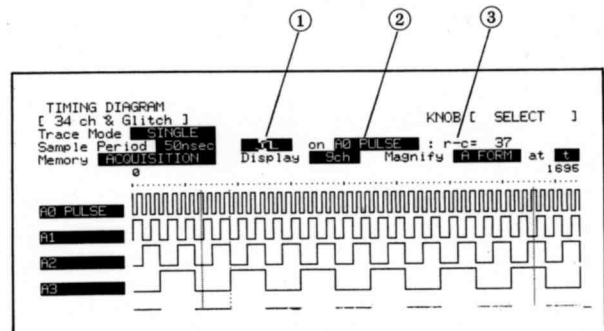 ① ② ③
TIMING DIAGRAM
[ 34 ch & Glitch ] KNOB [ SELECT ]
Trace Mode SINGLE
Sample Period 50nsec on A0 PULSE : r-c= 37
Memory ACQUISITION Display 9ch Magnify A FORM at t
0 1695
A0 PULSE
A1
A2
A3